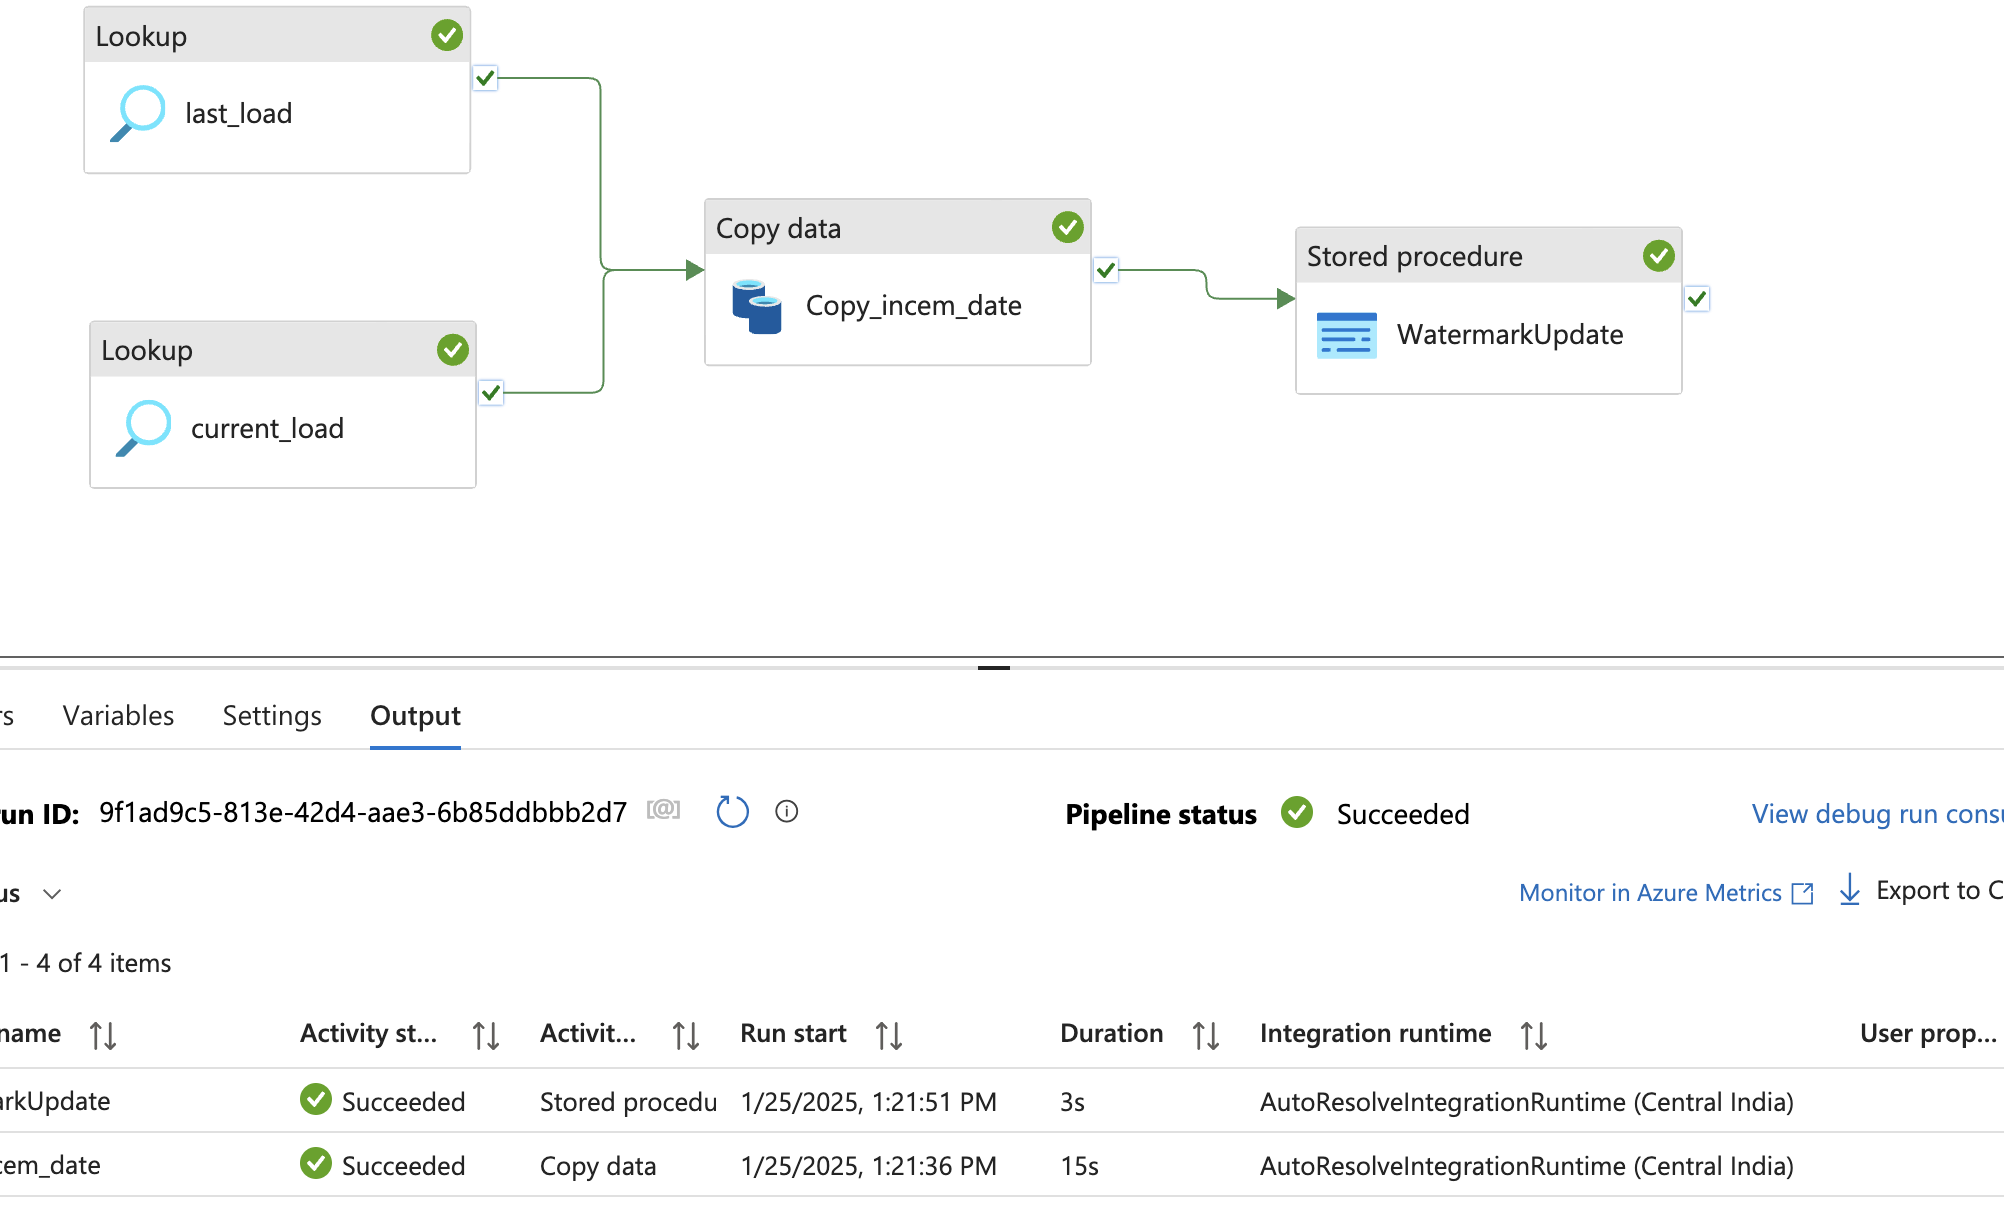 Lookup
last_load
Copy data
Copy_incem_date
Stored procedure
WatermarkUpdate
Lookup
current_load
rs Variables Settings Output
run ID: 9f1ad9c5-813e-42d4-aae3-6b85ddbbb2d7 [@] Pipeline status Succeeded View debug run consu
us Monitor in Azure Metrics Export to C
1 - 4 of 4 items
name Activity st... Activit... Run start Duration Integration runtime User prop...
arkUpdate Succeeded Stored procedu 1/25/2025, 1:21:51 PM 3s AutoResolveIntegrationRuntime (Central India)
cem_date Succeeded Copy data 1/25/2025, 1:21:36 PM 15s AutoResolveIntegrationRuntime (Central India)